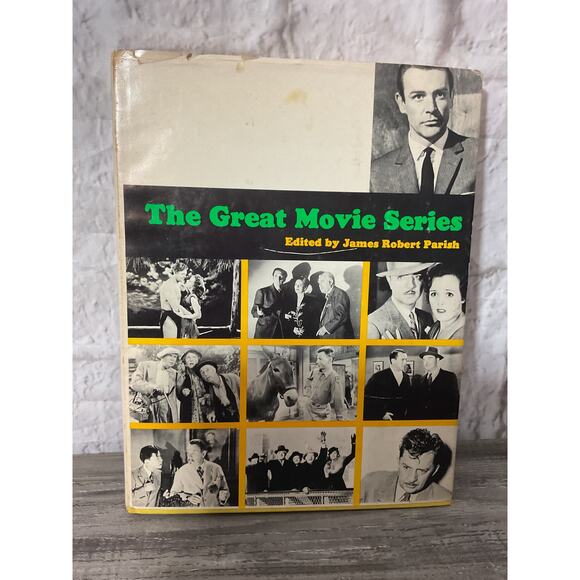 The Great Movie Series
Edited by James Robert Parish